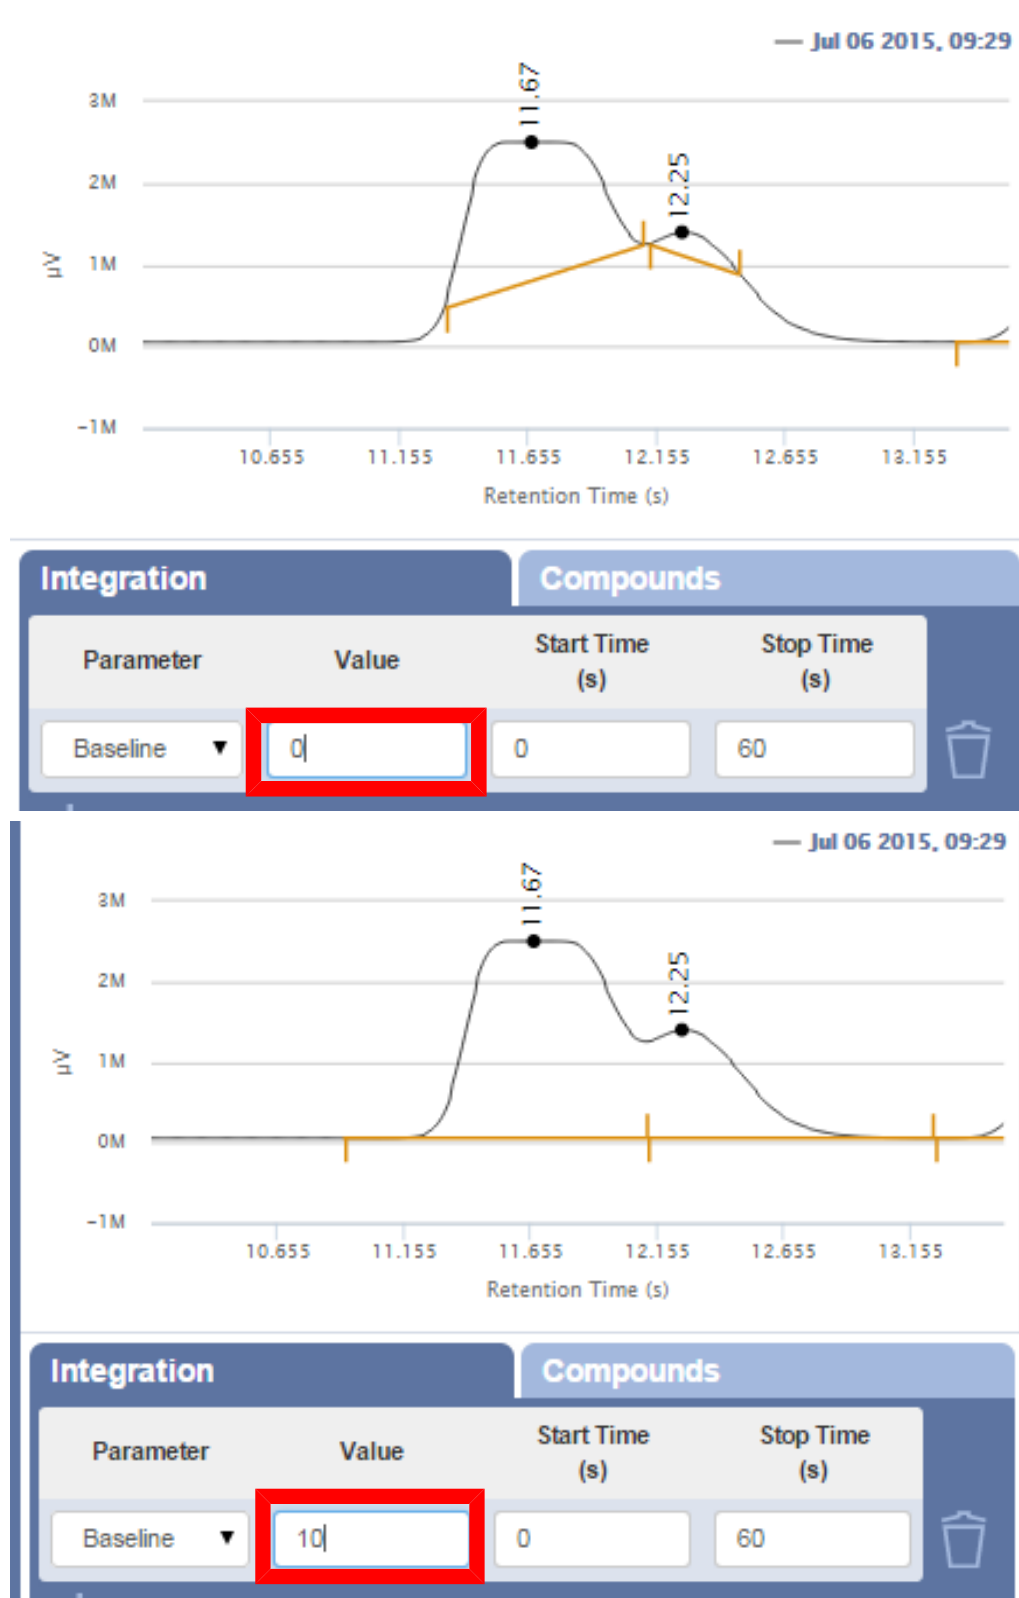 Jul 06 2015, 09:29
11.67
3M
12.25
2M
µV
1M
0M
-1M
10.655 11.155 11.655 12.155 12.655 13.155
Retention Time (s)
Integration Compounds
Parameter Value Start Time (s) Stop Time (s)
Baseline ▼ 0 0 60
Jul 06 2015, 09:29
11.67
3M
12.25
2M
µV
1M
0M
-1M
10.655 11.155 11.655 12.155 12.655 13.155
Retention Time (s)
Integration Compounds
Parameter Value Start Time (s) Stop Time (s)
Baseline ▼ 10 0 60